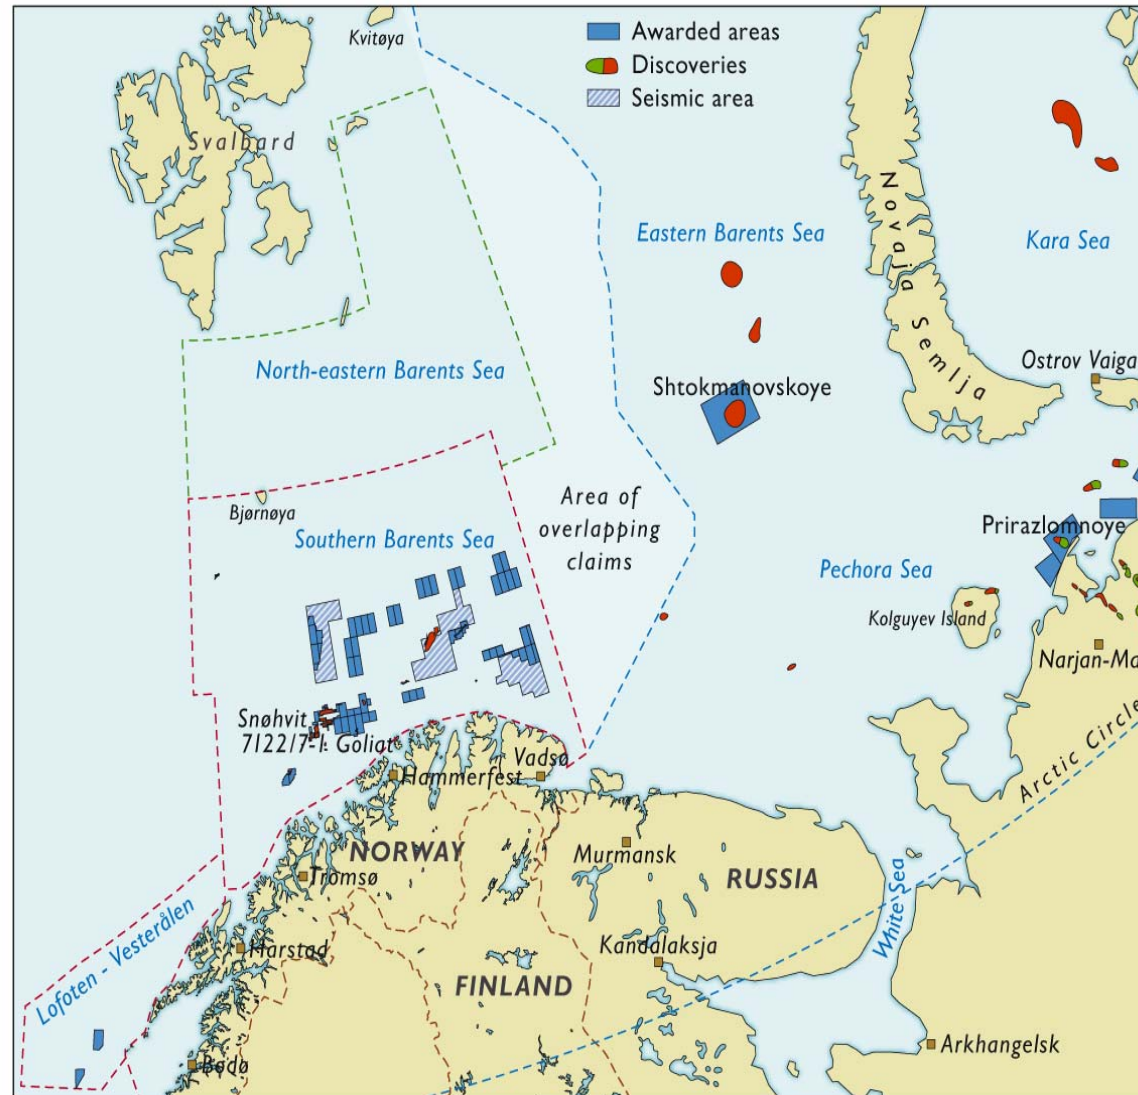 Kvitøya
Awarded areas
Discoveries
Seismic area
Svalbard
Novaja Semlja
Eastern Barents Sea
Kara Sea
North-eastern Barents Sea
Ostrov Vaiga
Shtokmanovskoye
Bjørnøya
Area of
overlapping
claims
Southern Barents Sea
Prirazlomnoye
Pechora Sea
Kolguyev Island
Narjan-Ma
Snøhvit
7122/7-1 Goliat
Vadsø
Hammerfest
Arctic Circle
NORWAY
Murmansk
RUSSIA
Tromsø
White Sea
Lofoten - Vesterålen
Harstad
Kandalaksja
FINLAND
Bodø
Arkhangelsk